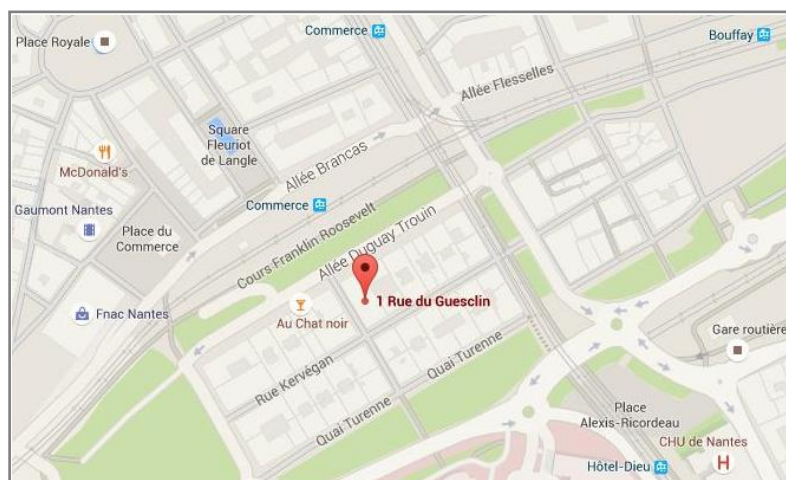 Commerce
Bouffay
Place Royale
Allée Flesselles
Square
Fleuriot
de Langle
Allée Brancas
McDonald's
Commerce
Gaumont Nantes
Place du
Commerce
Cours Franklin Roosevelt
Allée Duguay Trouin
1 Rue du Guesclin
Fnac Nantes
Au Chat noir
Gare routière
Rue Kervégan
Quai Turenne
Quai Turenne
Place
Alexis-Ricordeau
CHU de Nantes
H
Hôtel-Dieu